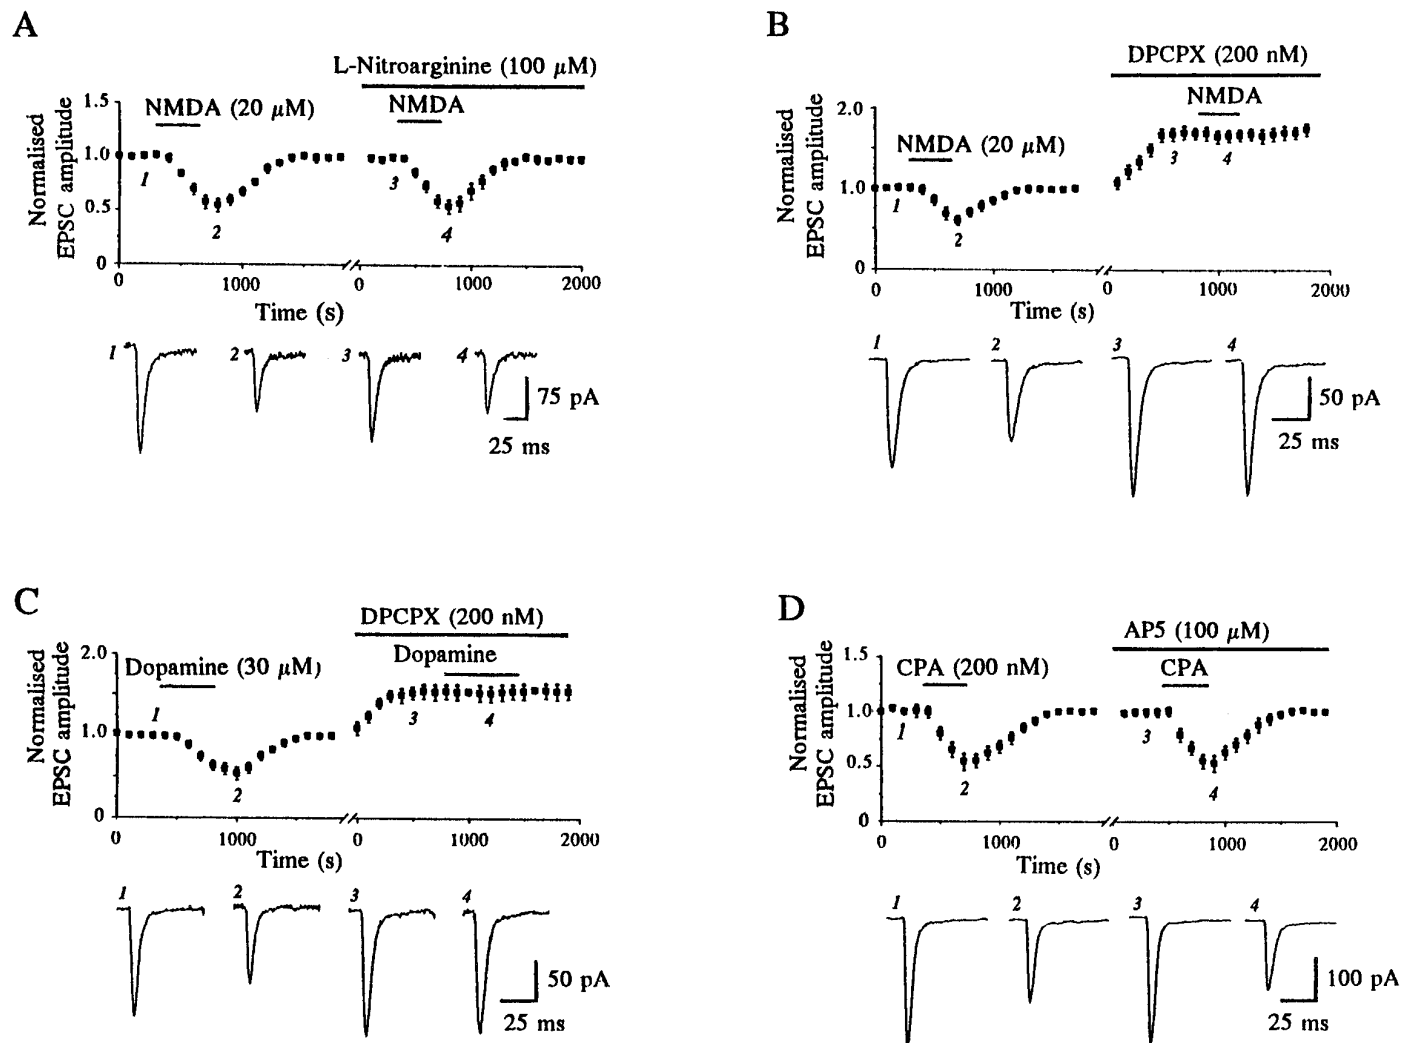 A
L-Nitroarginine (100 µM)
NMDA (20 µM)
NMDA
Normalised
EPSC amplitude
1.5
1.0
0.5
0
1
2
3
4
0
1000
0
1000
2000
Time (s)
1
2
3
4
75 pA
25 ms
B
DPCPX (200 nM)
NMDA
NMDA (20 µM)
Normalised
EPSC amplitude
2.0
1.0
0
1
2
3
4
0
1000
0
1000
2000
Time (s)
1
2
3
4
50 pA
25 ms
C
DPCPX (200 nM)
Dopamine
Dopamine (30 µM)
Normalised
EPSC amplitude
2.0
1.0
0
1
2
3
4
0
1000
0
1000
2000
Time (s)
1
2
3
4
50 pA
25 ms
D
AP5 (100 µM)
CPA (200 nM)
CPA
Normalised
EPSC amplitude
1.5
1.0
0.5
0
1
2
3
4
0
1000
0
1000
2000
Time (s)
1
2
3
4
100 pA
25 ms